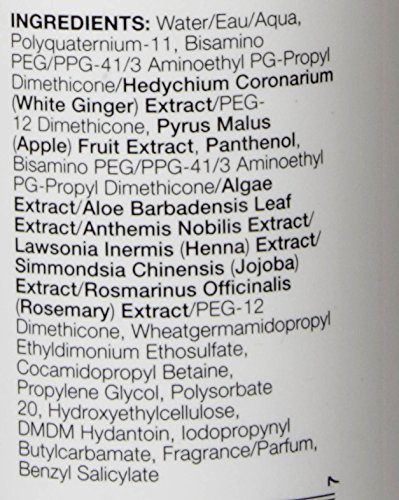 INGREDIENTS: Water/Eau/Aqua,
Polyquaternium-11, Bisamino
PEG/PPG-41/3 Aminoethyl PG-Propyl
Dimethicone/Hedychium Coronarium
(White Ginger) Extract/PEG-
12 Dimethicone, Pyrus Malus
(Apple) Fruit Extract, Panthenol,
Bisamino PEG/PPG-41/3 Aminoethyl
PG-Propyl Dimethicone/Algae
Extract/Aloe Barbadensis Leaf
Extract/Anthemis Nobilis Extract/
Lawsonia Inermis (Henna) Extract/
Simmondsia Chinensis (Jojoba)
Extract/Rosmarinus Officinalis
(Rosemary) Extract/PEG-12
Dimethicone, Wheatgermamidopropyl
Ethyldimonium Ethosulfate,
Cocamidopropyl Betaine,
Propylene Glycol, Polysorbate
20, Hydroxyethylcellulose,
DMDM Hydantoin, Iodopropynyl
Butylcarbamate, Fragrance/Parfum,
Benzyl Salicylate